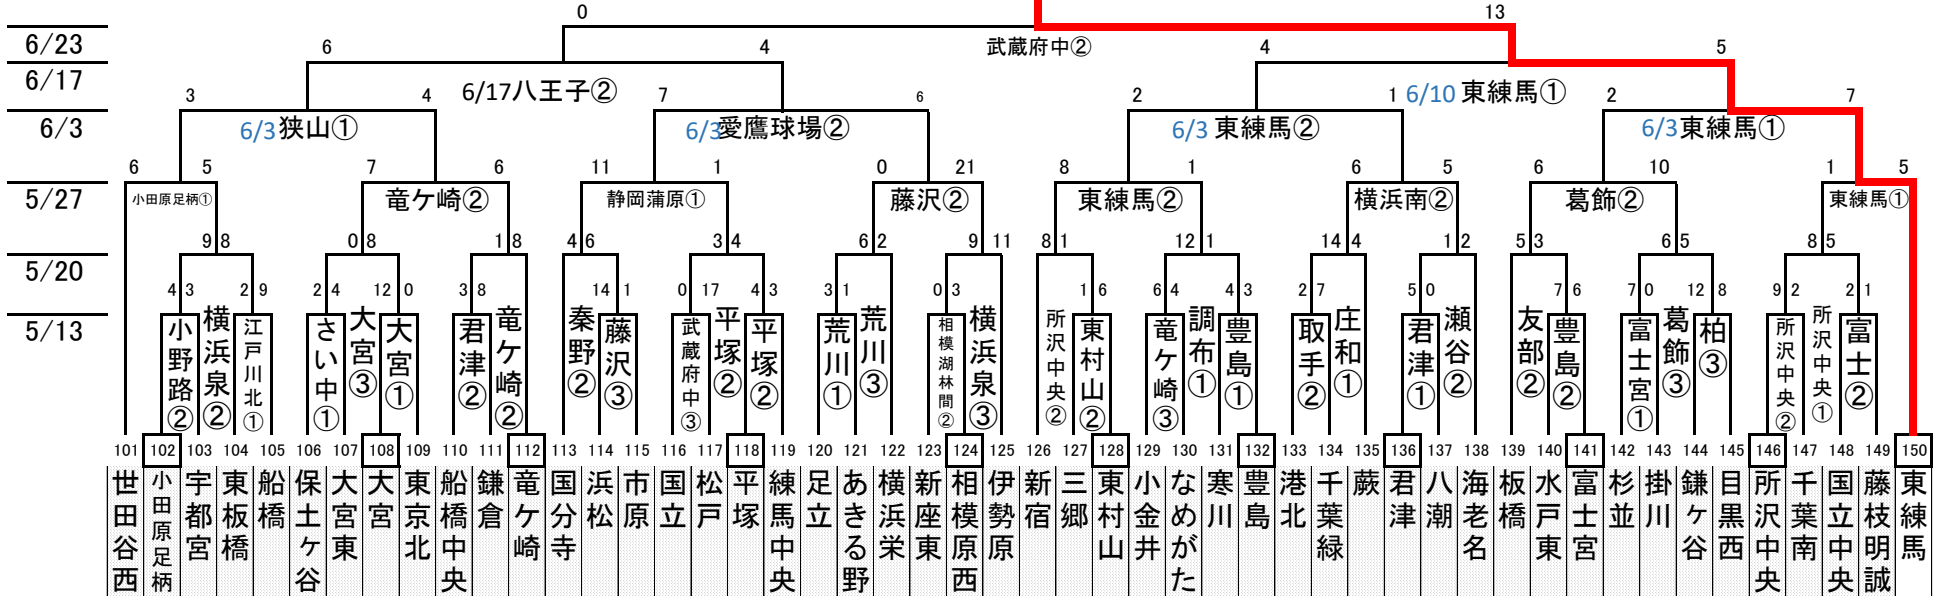 0 13
6/23 6 4 武蔵府中② 4 5
6/17 3 4 6/17八王子② 7 6 2 1 6/10 東練馬① 2 7
6/3 6/3狭山① 6/3愛鷹球場② 6/3 東練馬② 6/3東練馬①
6 5 7 6 11 1 0 21 8 1 6 5 6 10 1 5
5/27 小田原足柄① 竜ケ崎② 静岡蒲原① 藤沢② 東練馬② 横浜南② 葛飾② 東練馬①
9 8 0 8 1 8 4 6 3 4 6 2 9 11 8 1 12 1 14 4 1 2 5 3 6 5 8 5
5/20
4 3 2 9 2 4 12 0 3 8 14 1 0 17 4 3 3 1 0 3 1 6 6 4 4 3 2 7 5 0 7 6 7 0 12 8 9 2 2 1
5/13
小野路②
横浜泉②
江戸川北①
さい中①
大宮③
大宮①
君津②
竜ケ崎②
秦野②
藤沢③
武蔵府中③
平塚②
平塚②
荒川①
荒川③
相模湖林間②
横浜泉③
所沢中央②
東村山②
竜ケ崎③
調布①
豊島①
取手②
庄和①
君津①
瀬谷②
友部②
豊島②
富士宮①
葛飾③
柏③
所沢中央②
所沢中央①
富士②
101 102 103 104 105 106 107 108 109 110 111 112 113 114 115 116 117 118 119 120 121 122 123 124 125 126 127 128 129 130 131 132 133 134 135 136 137 138 139 140 141 142 143 144 145 146 147 148 149 150
世田谷西
小田原足柄
宇都宮
東板橋
船橋
保土ヶ谷
大宮東
大宮
東京北
船橋中央
鎌倉
竜ケ崎
国分寺
浜松
市原
国立
松戸
平塚
練馬中央
足立
あきる野
横浜栄
新座東
相模原西
伊勢原
新宿
三郷
東村山
小金井
なめがた
寒川
豊島
港北
千葉緑
蕨
君津
八潮
海老名
板橋
水戸東
富士宮
杉並
掛川
鎌ヶ谷
目黒西
所沢中央
千葉南
国立中央
藤枝明誠
東練馬